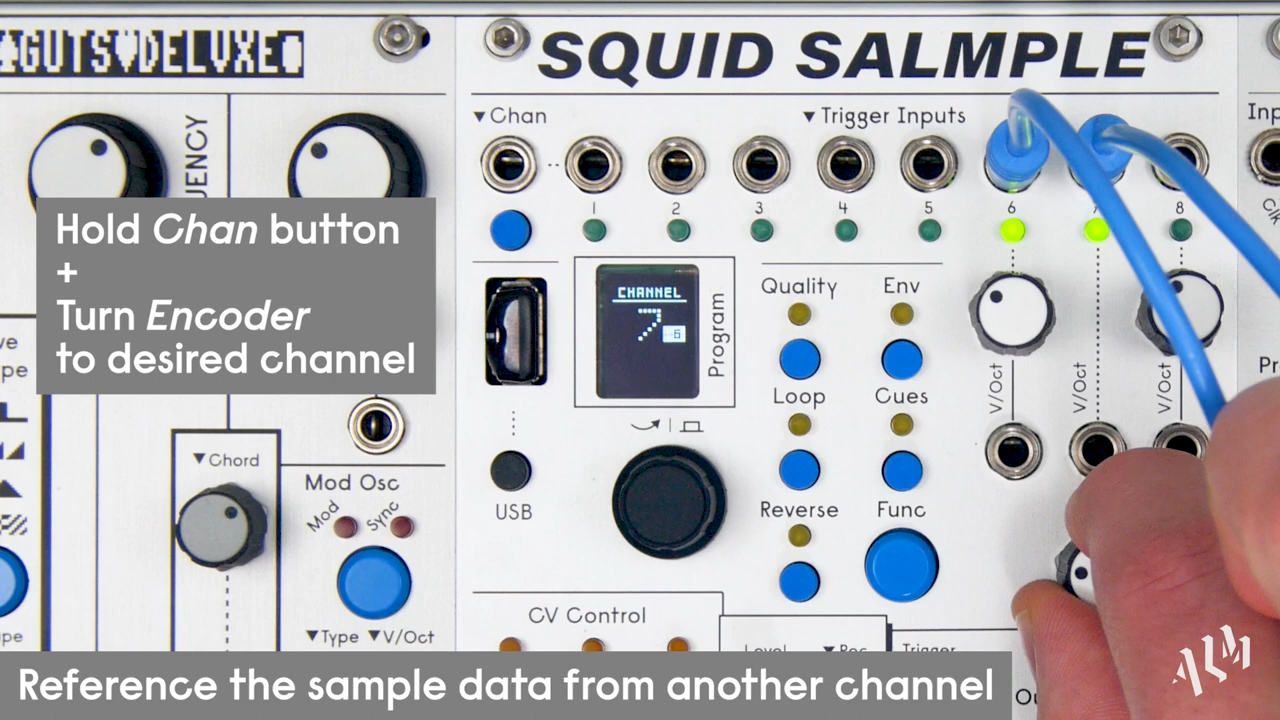 GUTS♥DELUXE
SQUID SALMPLE
▼Chan
▼Trigger Inputs
1 2 3 4 5 6 7 8
Hold Chan button
+
Turn Encoder
to desired channel
CHANNEL
7
6
Program
Quality
Env
Loop
Cues
Reverse
Func
V/Oct
V/Oct
V/Oct
USB
▼Chord
Mod Osc
Mod
Sync
▼Type ▼V/Oct
CV Control
Trigger
Reference the sample data from another channel
ALM